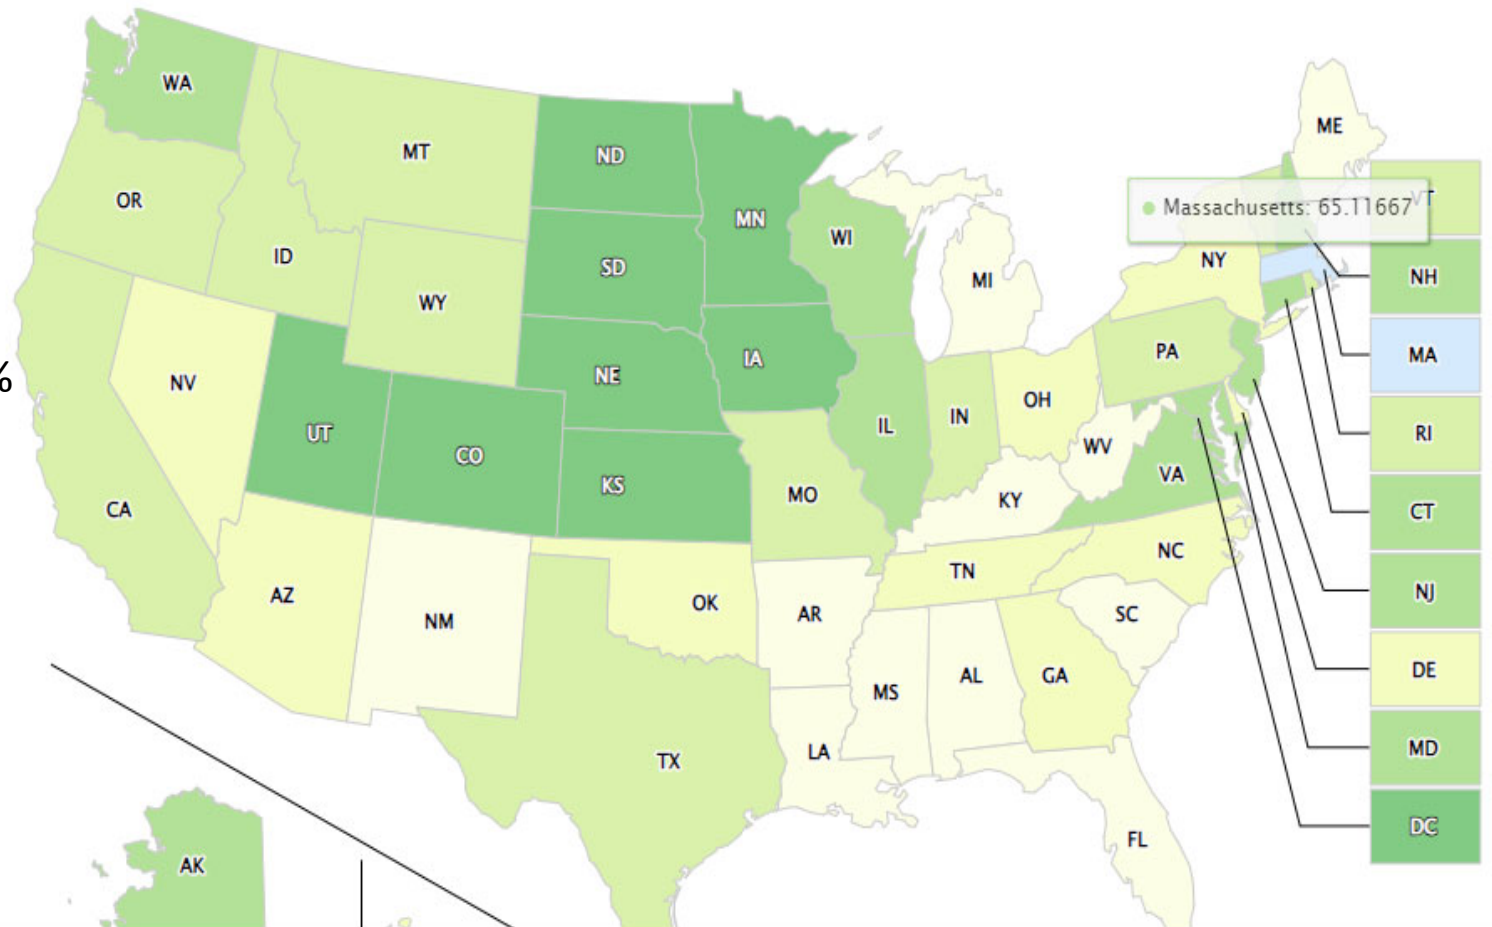 WA
ME
MT
ND
VT
OR
Massachusetts: 65.11667
MN
WI
ID
SD
NY
NH
MI
WY
PA
MA
IA
%
NE
NV
OH
IN
IL
UT
RI
WV
CO
VA
KS
MO
KY
CA
CT
NC
TN
NJ
AZ
OK
AR
SC
NM
DE
GA
AL
MS
MD
LA
TX
DC
FL
AK